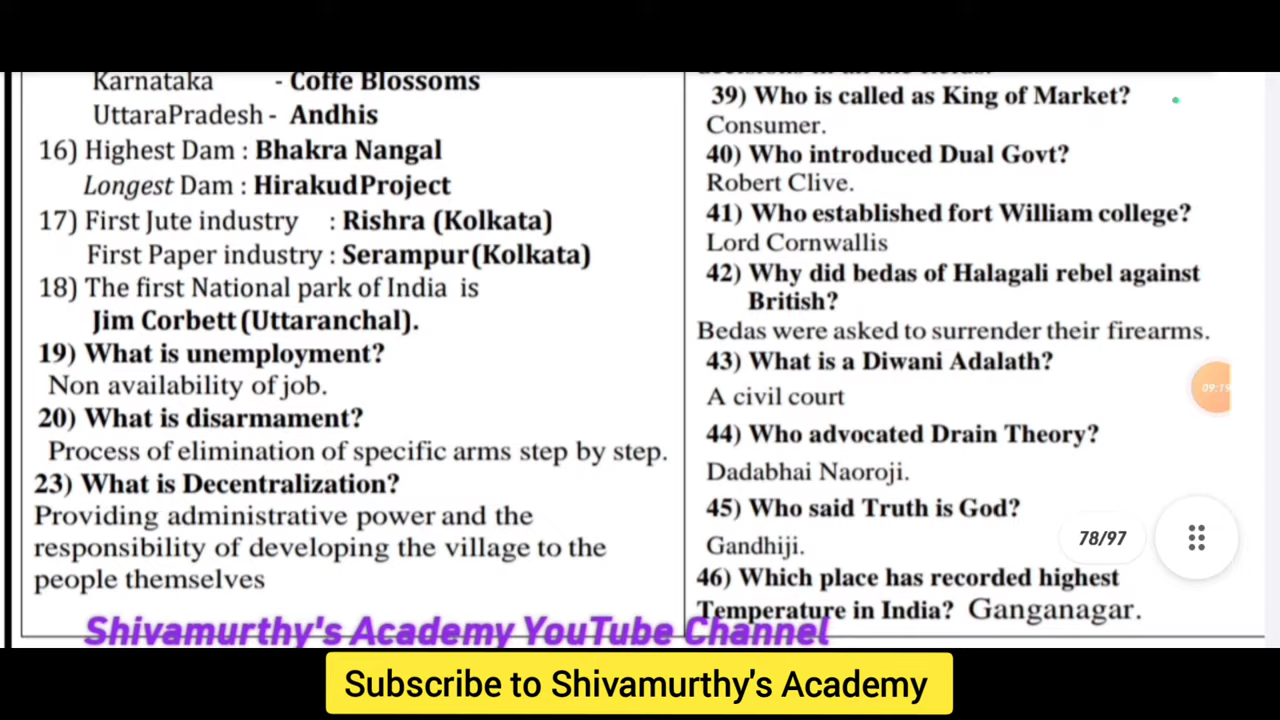 Karnataka - Coffe Blossoms
UttaraPradesh - Andhis
16) Highest Dam : Bhakra Nangal
Longest Dam : HirakudProject
17) First Jute industry : Rishra (Kolkata)
First Paper industry : Serampur(Kolkata)
18) The first National park of India is
Jim Corbett(Uttaranchal).
19) What is unemployment?
Non availability of job.
20) What is disarmament?
Process of elimination of specific arms step by step.
23) What is Decentralization?
Providing administrative power and the
responsibility of developing the village to the
people themselves
39) Who is called as King of Market?
Consumer.
40) Who introduced Dual Govt?
Robert Clive.
41) Who established fort William college?
Lord Cornwallis
42) Why did bedas of Halagali rebel against
British?
Bedas were asked to surrender their firearms.
43) What is a Diwani Adalath?
A civil court
44) Who advocated Drain Theory?
Dadabhai Naoroji.
45) Who said Truth is God?
Gandhiji.
46) Which place has recorded highest
Temperature in India? Ganganagar.
09:19
78/97
Shivamurthy's Academy YouTube Channel
Subscribe to Shivamurthy's Academy